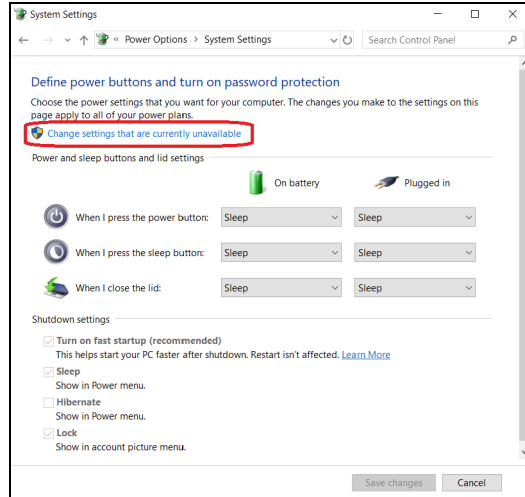 System Settings
« Power Options > System Settings
Search Control Panel
Define power buttons and turn on password protection
Choose the power settings that you want for your computer. The changes you make to the settings on this
page apply to all of your power plans.
Change settings that are currently unavailable
Power and sleep buttons and lid settings
On battery Plugged in
When I press the power button: Sleep Sleep
When I press the sleep button: Sleep Sleep
When I close the lid: Sleep Sleep
Shutdown settings
Turn on fast startup (recommended)
This helps start your PC faster after shutdown. Restart isn't affected. Learn More
Sleep
Show in Power menu.
Hibernate
Show in Power menu.
Lock
Show in account picture menu.
Save changes Cancel